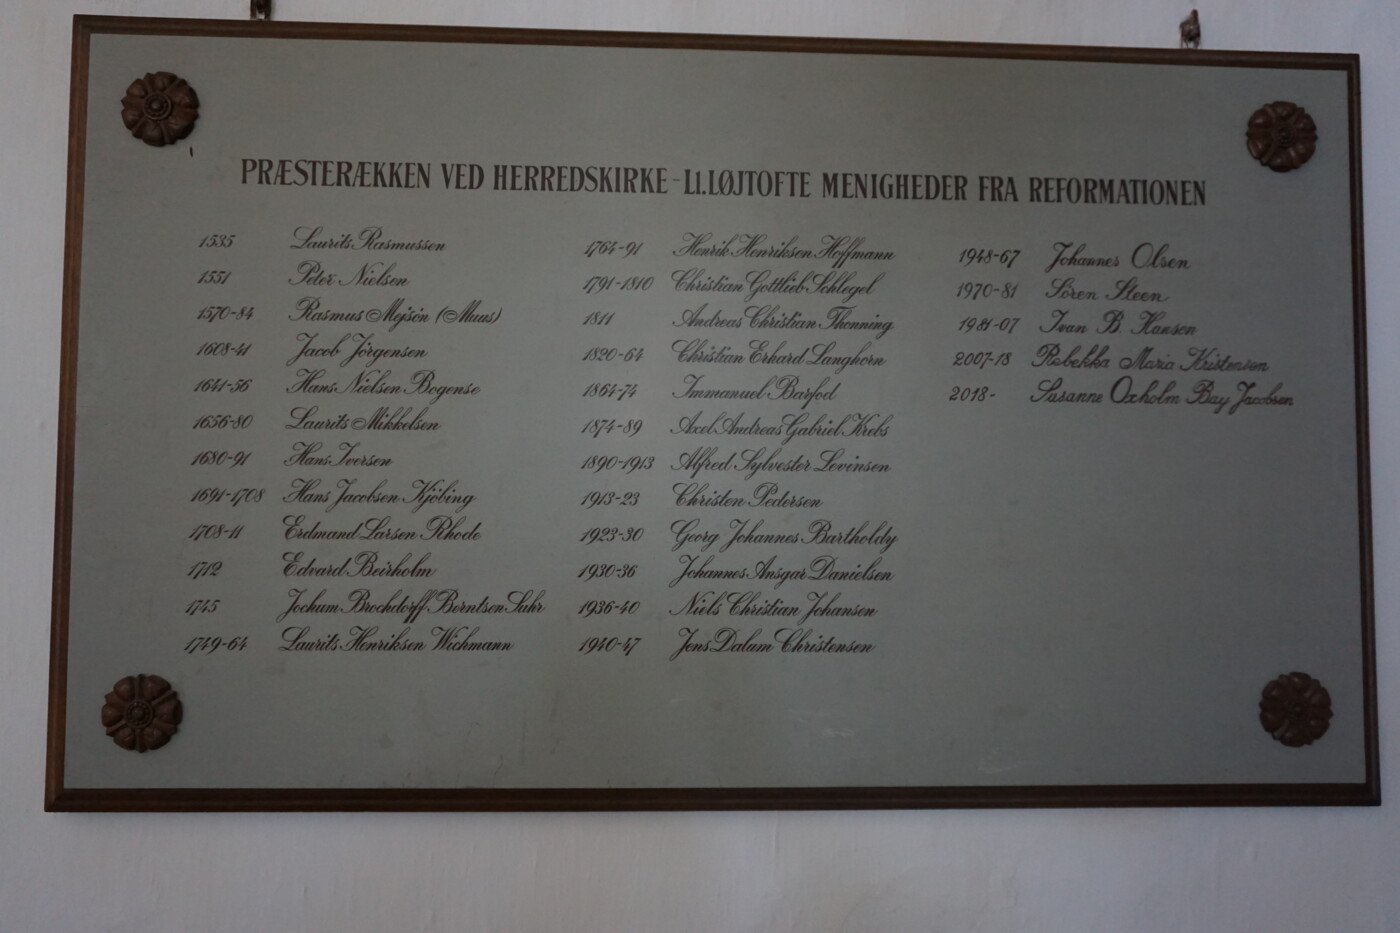 PRÆSTERÆKKEN VED HERREDSKIRKE - LI. LØJTOFTE MENIGHEDER FRA REFORMATIONEN
1535 Laurits Rasmussen
1551 Peter Nielsen
1570-84 Rasmus Mejsön (Muus)
1608-41 Jacob Jörgensen
1641-56 Hans Nielsen Bogense
1656-80 Laurits Mikkelsen
1680-91 Hans Iversen
1691-1708 Hans Jacobsen Kjöbing
1708-11 Erdmand Larsen Rhode
1712 Edvard Beirholm
1745 Jochum Brochdorff Berntsen Suhr
1749-64 Laurits Henriksen Wichmann
1764-91 Henrik Henriksen Hoffmann
1791-1810 Christian Gottlieb Schlegel
1811 Andreas Christian Thonning
1820-64 Christian Erhard Langhorn
1864-74 Immanuel Barfod
1874-89 Axel Andreas Gabriel Krebs
1890-1913 Alfred Sylvester Levinsen
1913-23 Christen Pedersen
1923-30 Georg Johannes Bartholdy
1930-36 Johannes Ansgar Danielsen
1936-40 Niels Christian Johansen
1940-47 Jens Dalum Christensen
1948-67 Johannes Olsen
1970-81 Sören Steen
1981-07 Ivan B. Hansen
2007-18 Rebekka Maria Kristensen
2018- Susanne Oxholm Bay Jacobsen